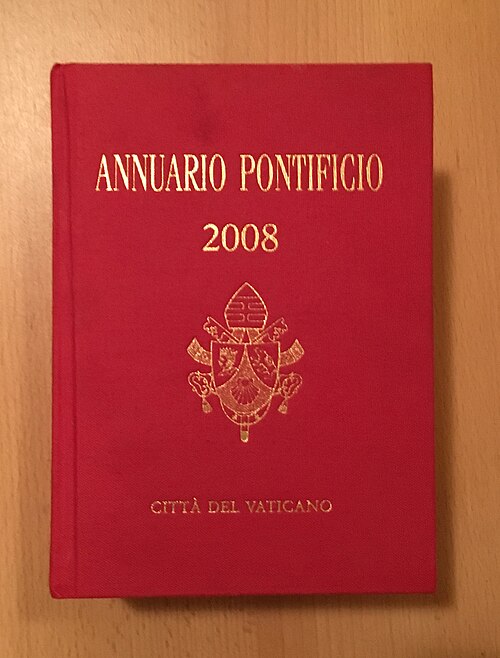 ANNUARIO PONTIFICIO
2008
CITTÀ DEL VATICANO